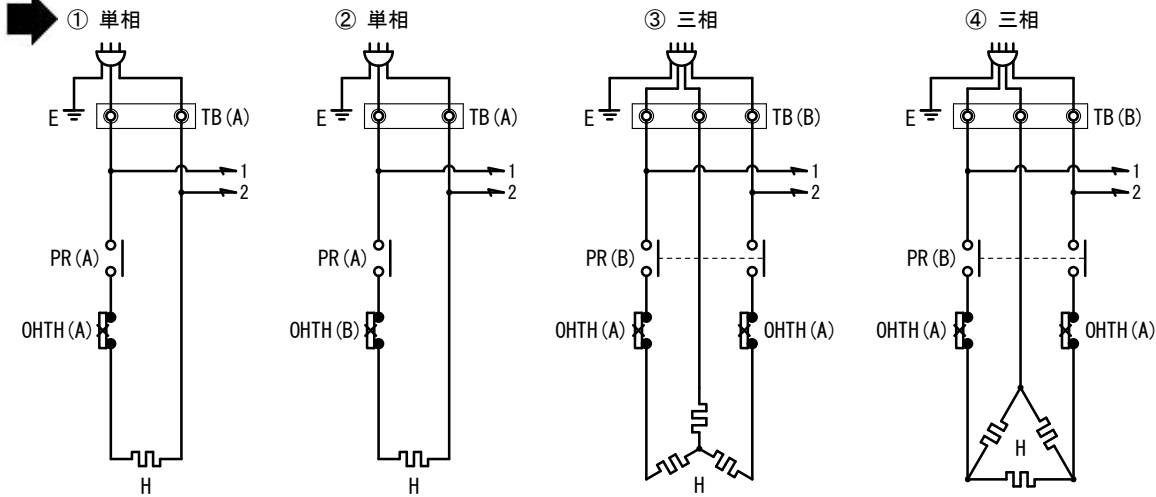 ① 単相 ② 単相 ③ 三相 ④ 三相
E TB(A) E TB(A) E TB(B) E TB(B)
1 1 1 1
2 2 2 2
PR(A) PR(A) PR(B) PR(B)
OHTH(A) OHTH(B) OHTH(A) OHTH(A) OHTH(A) OHTH(A)
H H H H